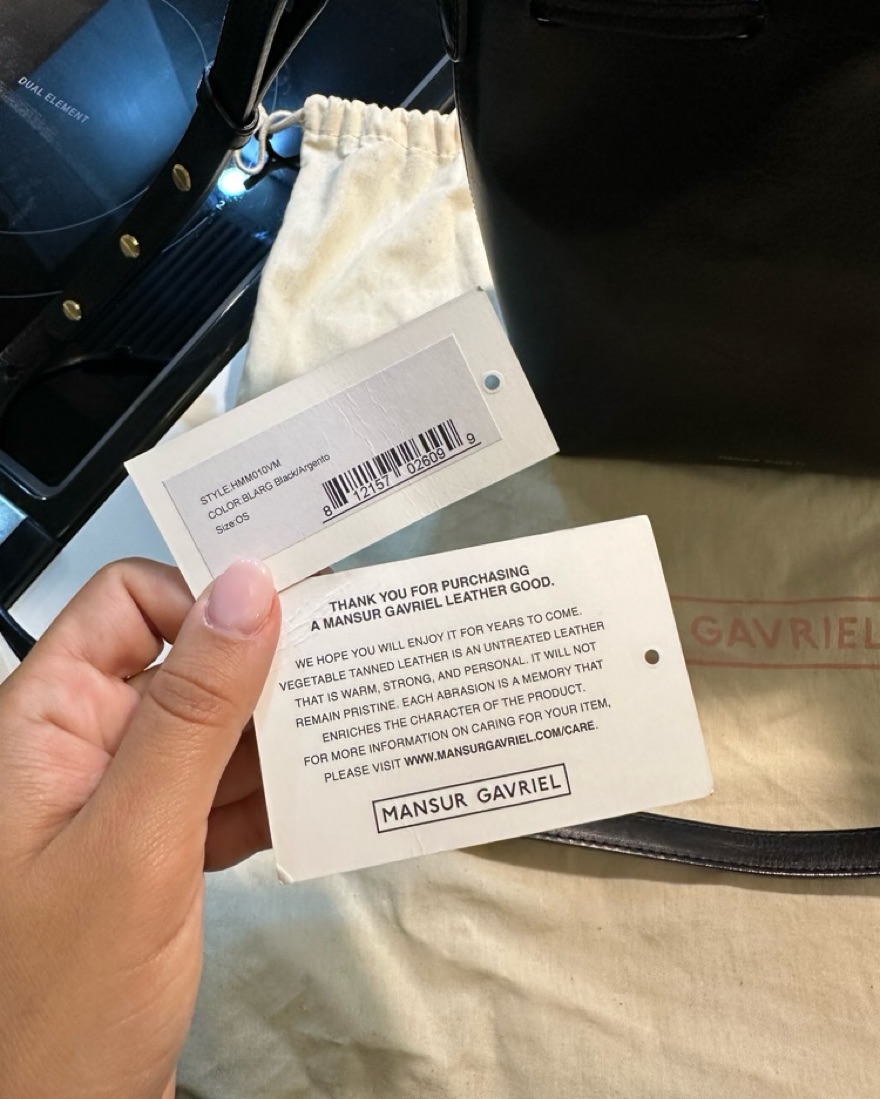 DUAL ELEMENT
2
STYLE:HMM010VM
COLOR:BLARG Black/Argento
Size:OS
8 12157 02609 9
THANK YOU FOR PURCHASING
A MANSUR GAVRIEL LEATHER GOOD.
WE HOPE YOU WILL ENJOY IT FOR YEARS TO COME.
VEGETABLE TANNED LEATHER IS AN UNTREATED LEATHER
THAT IS WARM, STRONG, AND PERSONAL. IT WILL NOT
REMAIN PRISTINE. EACH ABRASION IS A MEMORY THAT
ENRICHES THE CHARACTER OF THE PRODUCT.
FOR MORE INFORMATION ON CARING FOR YOUR ITEM,
PLEASE VISIT WWW.MANSURGAVRIEL.COM/CARE.
MANSUR GAVRIEL
GAVRIEL